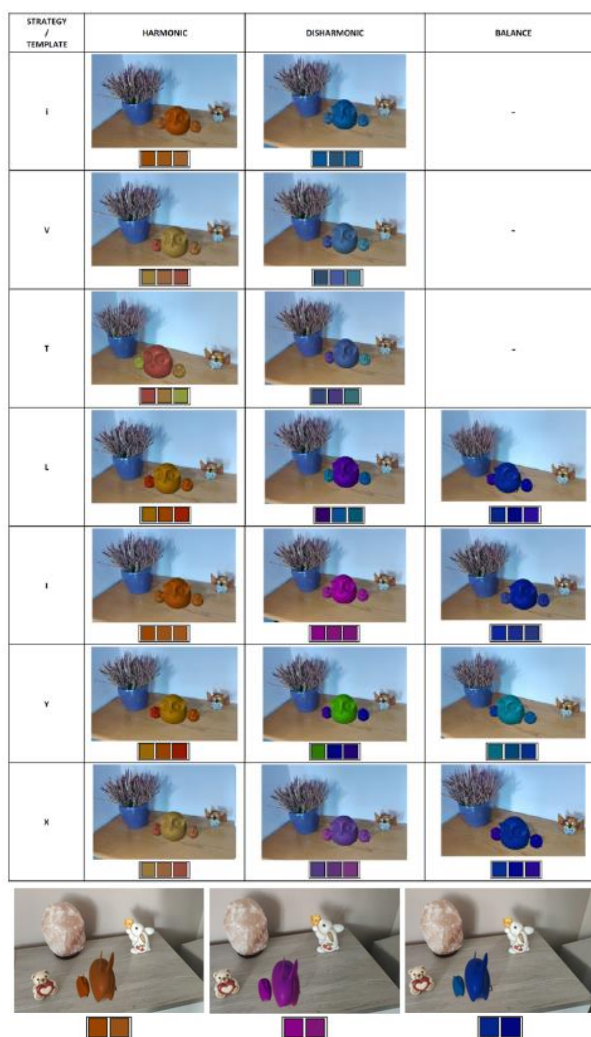 STRATEGY
/
TEMPLATE
HARMONIC
DISHARMONIC
BALANCE
i
-
V
-
T
-
L
I
Y
X